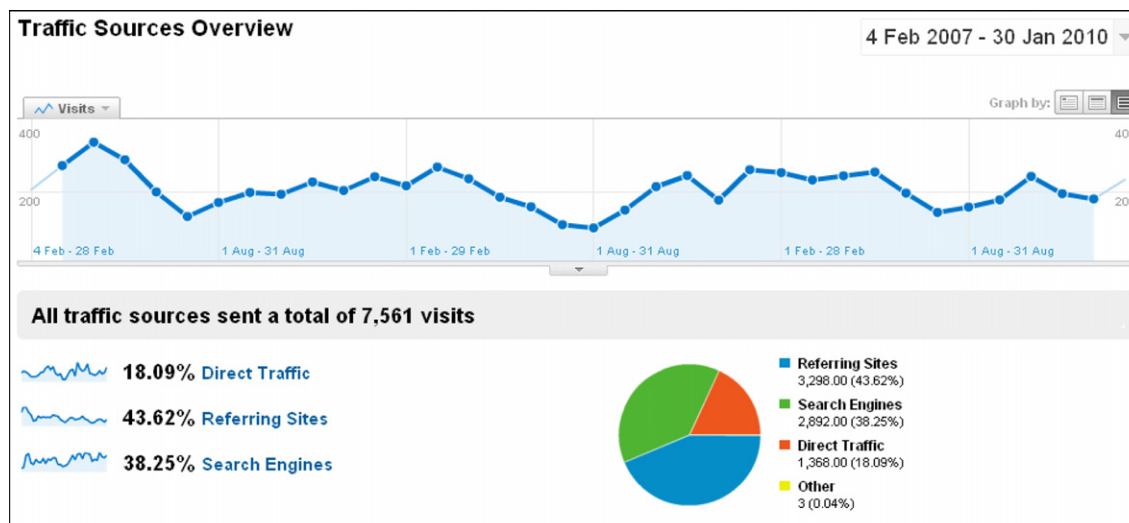 Traffic Sources Overview
4 Feb 2007 - 30 Jan 2010
Visits
Graph by:
400
40
200
20
4 Feb - 28 Feb
1 Aug - 31 Aug
1 Feb - 29 Feb
1 Aug - 31 Aug
1 Feb - 28 Feb
1 Aug - 31 Aug
All traffic sources sent a total of 7,561 visits
18.09% Direct Traffic
43.62% Referring Sites
38.25% Search Engines
Referring Sites
3,298.00 (43.62%)
Search Engines
2,892.00 (38.25%)
Direct Traffic
1,368.00 (18.09%)
Other
3 (0.04%)